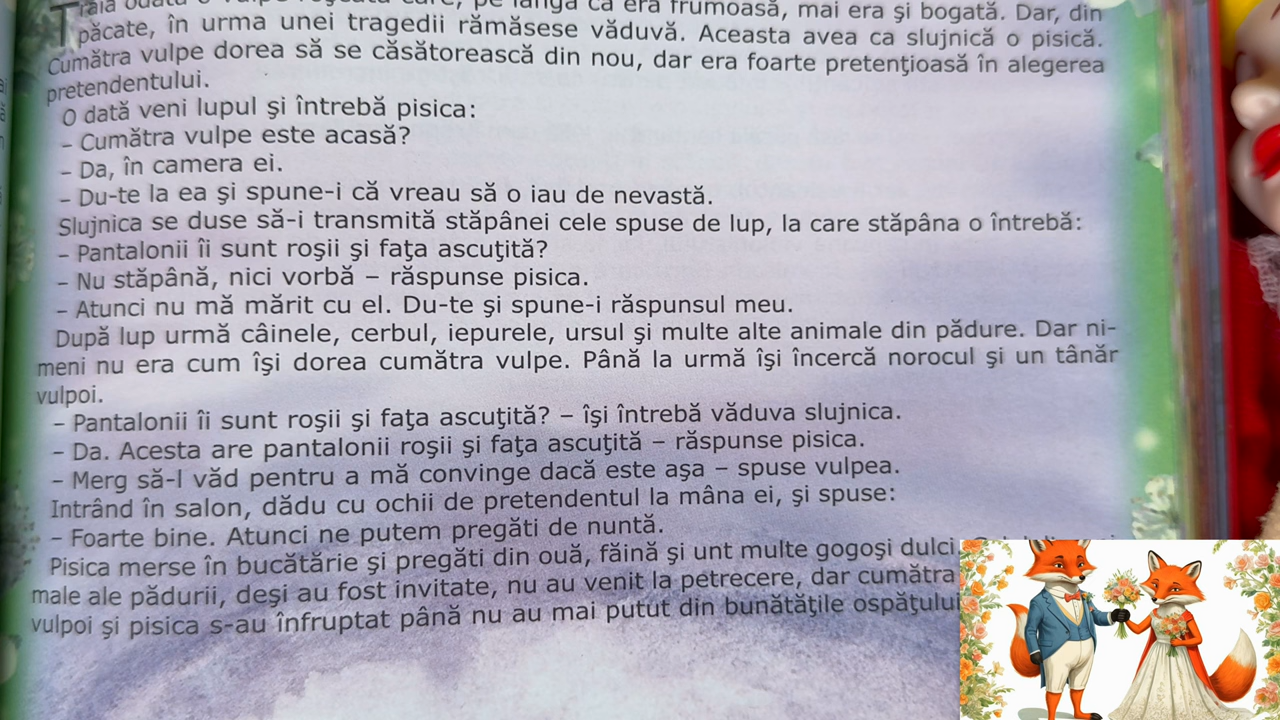 Trăia odată o vulpe roşcată care, pe lângă că era frumoasă, mai era şi bogată. Dar, din
păcate, în urma unei tragedii rămăsese văduvă. Aceasta avea ca slujnică o pisică.
Cumătra vulpe dorea să se căsătorească din nou, dar era foarte pretenţioasă în alegerea
pretendentului.
O dată veni lupul şi întrebă pisica:
– Cumătra vulpe este acasă?
– Da, în camera ei.
– Du-te la ea şi spune-i că vreau să o iau de nevastă.
Slujnica se duse să-i transmită stăpânei cele spuse de lup, la care stăpâna o întrebă:
– Pantalonii îi sunt roşii şi faţa ascuţită?
– Nu stăpână, nici vorbă – răspunse pisica.
– Atunci nu mă mărit cu el. Du-te şi spune-i răspunsul meu.
După lup urmă câinele, cerbul, iepurele, ursul şi multe alte animale din pădure. Dar ni-
meni nu era cum îşi dorea cumătra vulpe. Până la urmă îşi încercă norocul şi un tânăr
vulpoi.
– Pantalonii îi sunt roşii şi faţa ascuţită? – îşi întrebă văduva slujnica.
– Da. Acesta are pantalonii roşii şi faţa ascuţită – răspunse pisica.
– Merg să-l văd pentru a mă convinge dacă este aşa – spuse vulpea.
Intrând în salon, dădu cu ochii de pretendentul la mâna ei, şi spuse:
– Foarte bine. Atunci ne putem pregăti de nuntă.
Pisica merse în bucătărie şi pregăti din ouă, făină şi unt multe gogoşi dulci.
male ale pădurii, deşi au fost invitate, nu au venit la petrecere, dar cumătra
vulpoi şi pisica s-au înfruptat până nu au mai putut din bunătăţile